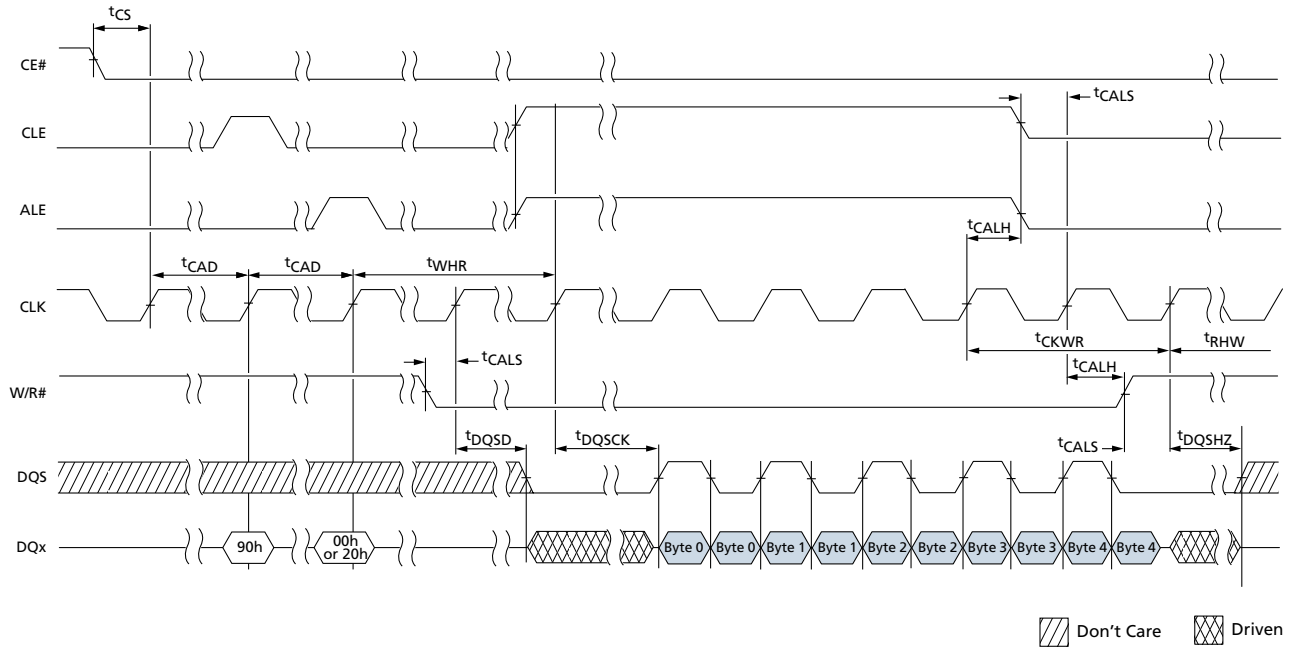 tCS
CE#
tCALS
CLE
ALE
tCALH
tCAD tCAD tWHR
CLK
tCKWR tRHW
tCALS
tCALH
W/R#
tDQSD tDQSCK tCALS tDQSHZ
DQS
DQx 90h 00h or 20h Byte 0 Byte 0 Byte 1 Byte 1 Byte 2 Byte 2 Byte 3 Byte 3 Byte 4 Byte 4
Don't Care Driven